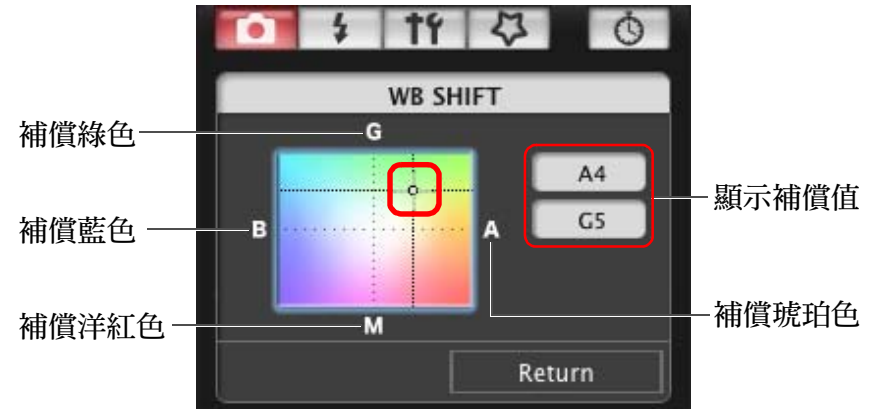 WB SHIFT
補償綠色
G
A4
顯示補償值
補償藍色
B
A
G5
補償洋紅色
M
補償琥珀色
Return